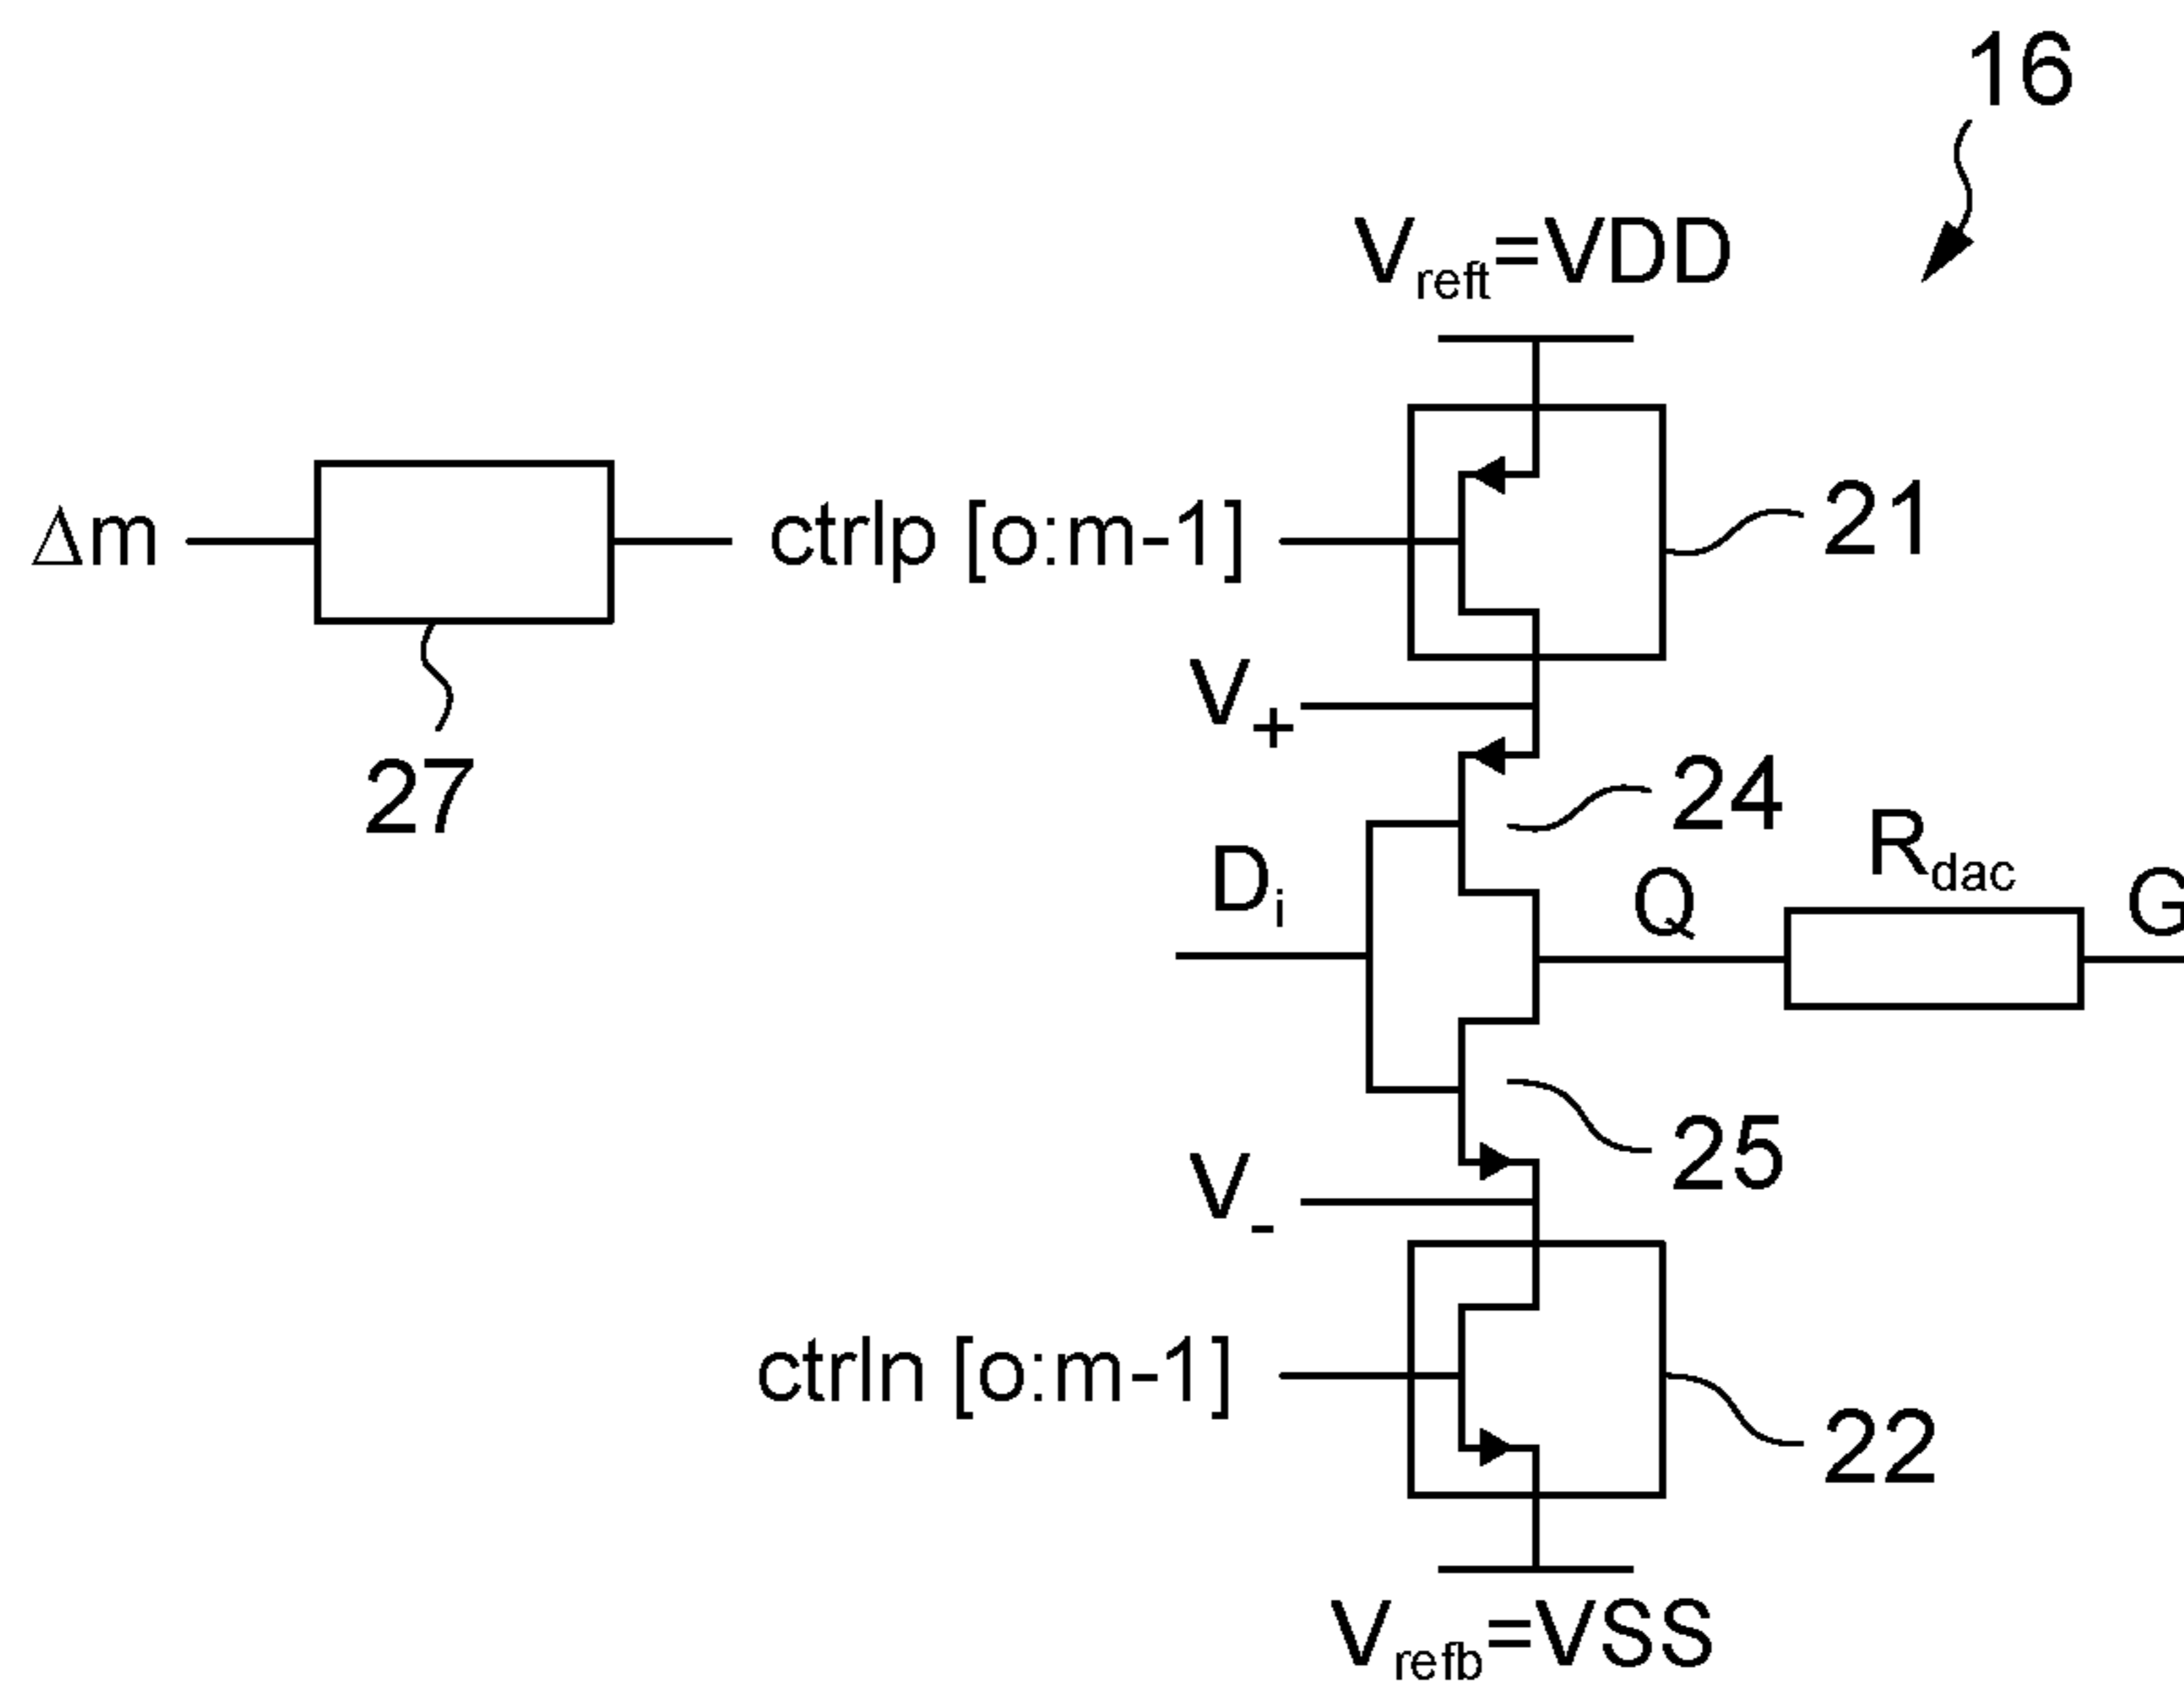 16
Vreft=VDD
Δm
ctrlp [o:m-1]
21
V+
27
24
Di
Rdac
Q
G
25
V-
ctrln [o:m-1]
22
Vrefb=VSS